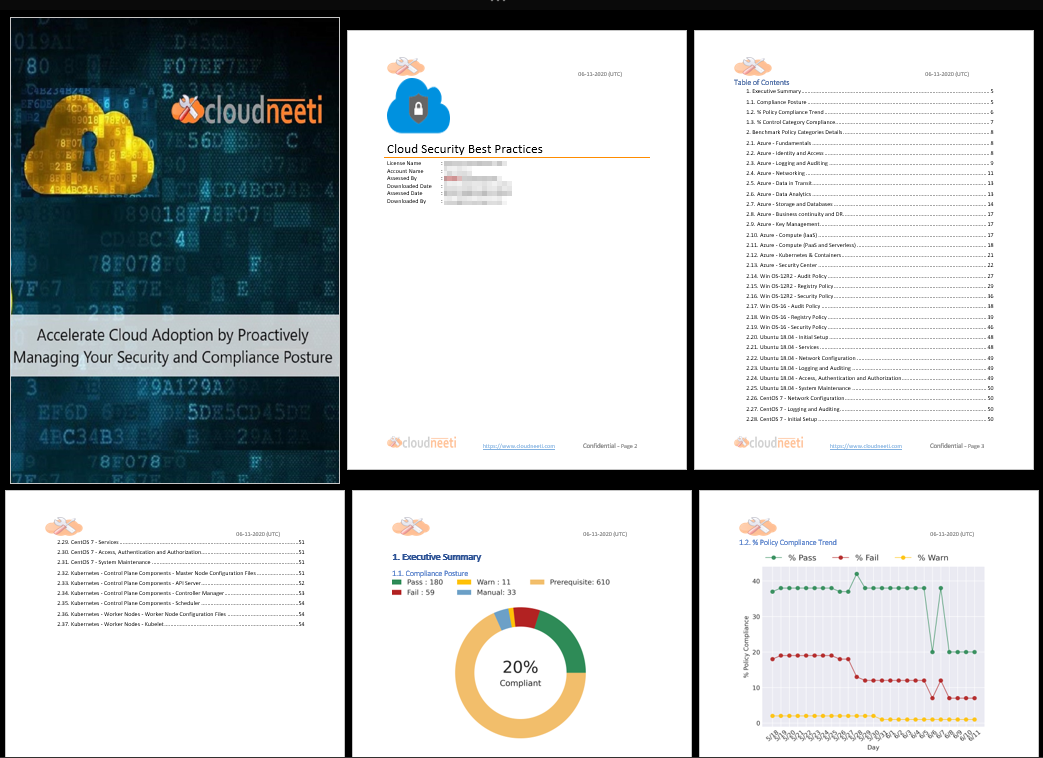 cloudneeti
Accelerate Cloud Adoption by Proactively
Managing Your Security and Compliance Posture
06-11-2020 (UTC)
Cloud Security Best Practices
License Name :
Account Name :
Assessed By :
Downloaded Date :
Assessed Date :
Downloaded By :
cloudneeti https://www.cloudneeti.com Confidential - Page 2
06-11-2020 (UTC)
Table of Contents
1. Executive Summary 5
1.1. Compliance Posture 5
1.2. % Policy Compliance Trend 6
1.3. % Control Category Compliance 7
2. Benchmark Policy Categories Details 8
2.1. Azure - Fundamentals 8
2.2. Azure - Identity and Access 8
2.3. Azure - Logging and Auditing 9
2.4. Azure - Networking 11
2.5. Azure - Data in Transit 13
2.6. Azure - Data Analytics 13
2.7. Azure - Storage and Databases 14
2.8. Azure - Business continuity and DR 17
2.9. Azure - Key Management 17
2.10. Azure - Compute (IaaS) 17
2.11. Azure - Compute (PaaS and Serverless) 18
2.12. Azure - Kubernetes & Containers 21
2.13. Azure - Security Center 22
2.14. Win OS-12R2 - Audit Policy 27
2.15. Win OS-12R2 - Registry Policy 29
2.16. Win OS-12R2 - Security Policy 36
2.17. Win OS-16 - Audit Policy 38
2.18. Win OS-16 - Registry Policy 39
2.19. Win OS-16 - Security Policy 46
2.20. Ubuntu 18.04 - Initial Setup 48
2.21. Ubuntu 18.04 - Services 48
2.22. Ubuntu 18.04 - Network Configuration 49
2.23. Ubuntu 18.04 - Logging and Auditing 49
2.24. Ubuntu 18.04 - Access, Authentication and Authorization 49
2.25. Ubuntu 18.04 - System Maintenance 50
2.26. CentOS 7 - Network Configuration 50
2.27. CentOS 7 - Logging and Auditing 50
2.28. CentOS 7 - Initial Setup 50
cloudneeti https://www.cloudneeti.com Confidential - Page 3
06-11-2020 (UTC)
2.29. CentOS 7 - Services 51
2.30. CentOS 7 - Access, Authentication and Authorization 51
2.31. CentOS 7 - System Maintenance 51
2.32. Kubernetes - Control Plane Components - Master Node Configuration Files 51
2.33. Kubernetes - Control Plane Components - API Server 52
2.34. Kubernetes - Control Plane Components - Controller Manager 53
2.35. Kubernetes - Control Plane Components - Scheduler 54
2.36. Kubernetes - Worker Nodes - Worker Node Configuration Files 54
2.37. Kubernetes - Worker Nodes - Kubelet 54
06-11-2020 (UTC)
1. Executive Summary
1.1. Compliance Posture
Pass : 180 Warn : 11 Prerequisite: 610
Fail : 59 Manual: 33
20%
Compliant
06-11-2020 (UTC)
1.2. % Policy Compliance Trend
% Pass % Fail % Warn
% Policy Compliance
40
20
10
0
Day